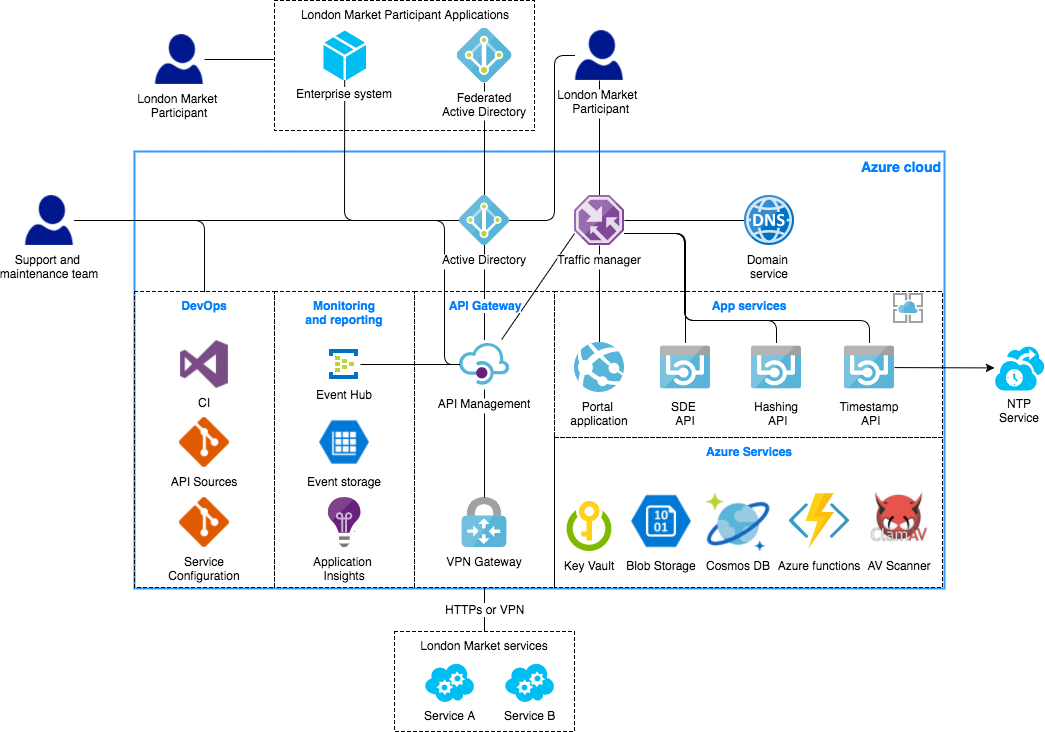 London Market Participant Applications
Enterprise system
Federated
Active Directory
London Market
Participant
London Market
Participant
Azure cloud
Support and
maintenance team
Active Directory
Traffic manager
DNS
Domain
service
DevOps
CI
API Sources
Service
Configuration
Monitoring
and reporting
Event Hub
Event storage
Application
Insights
API Gateway
API Management
VPN Gateway
App services
Portal
application
SDE
API
Hashing
API
Timestamp
API
NTP
Service
Azure Services
10
01
ClamAV
Key Vault
Blob Storage
Cosmos DB
Azure functions
AV Scanner
HTTPs or VPN
London Market services
Service A
Service B